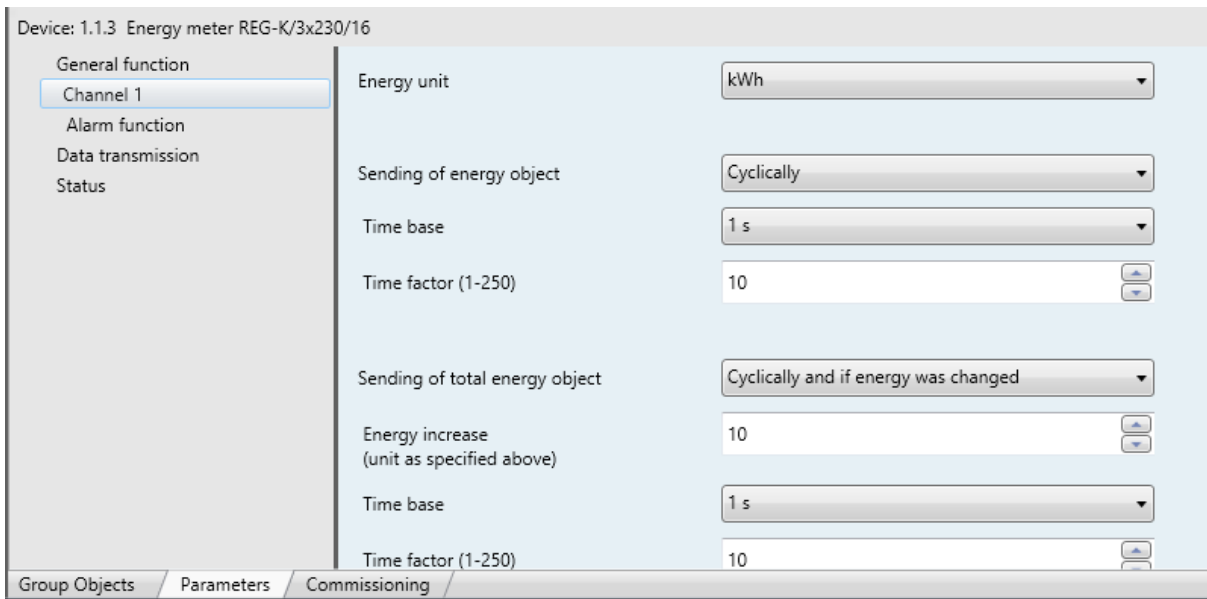 Device: 1.1.3  Energy meter REG-K/3x230/16
General function
Channel 1
Alarm function
Data transmission
Status
Energy unit
kWh
Sending of energy object
Cyclically
Time base
1 s
Time factor (1-250)
10
Sending of total energy object
Cyclically and if energy was changed
Energy increase
(unit as specified above)
10
Time base
1 s
Time factor (1-250)
10
Group Objects
Parameters
Commissioning